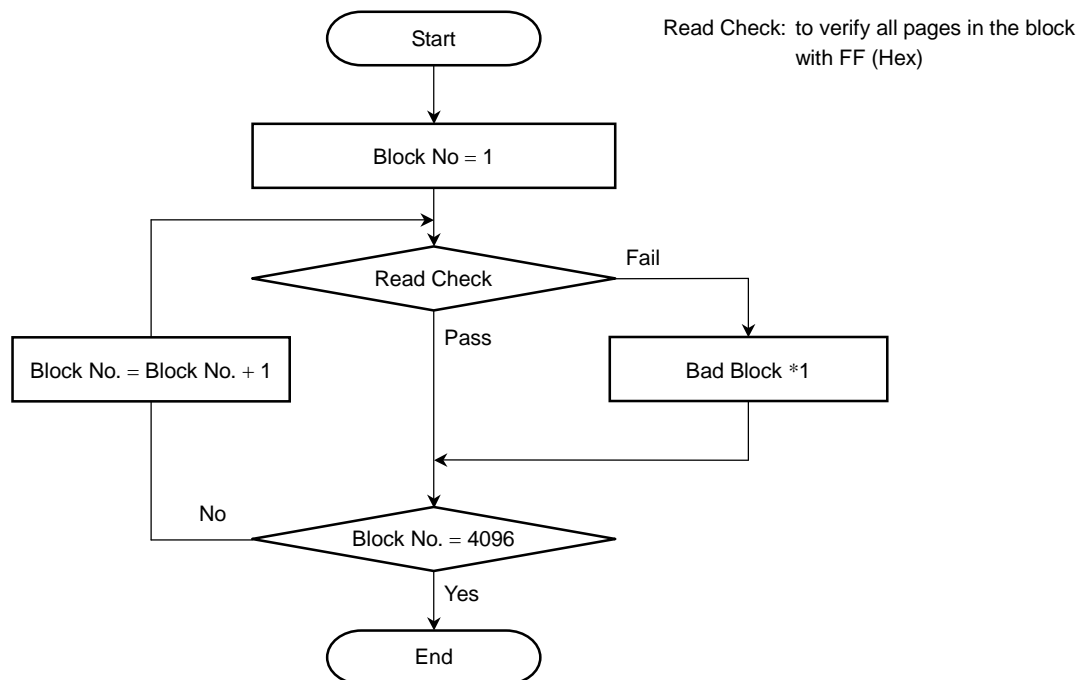 Start
Read Check: to verify all pages in the block
with FF (Hex)
Block No = 1
Fail
Read Check
Pass
Block No. = Block No. + 1
Bad Block *1
No
Block No. = 4096
Yes
End